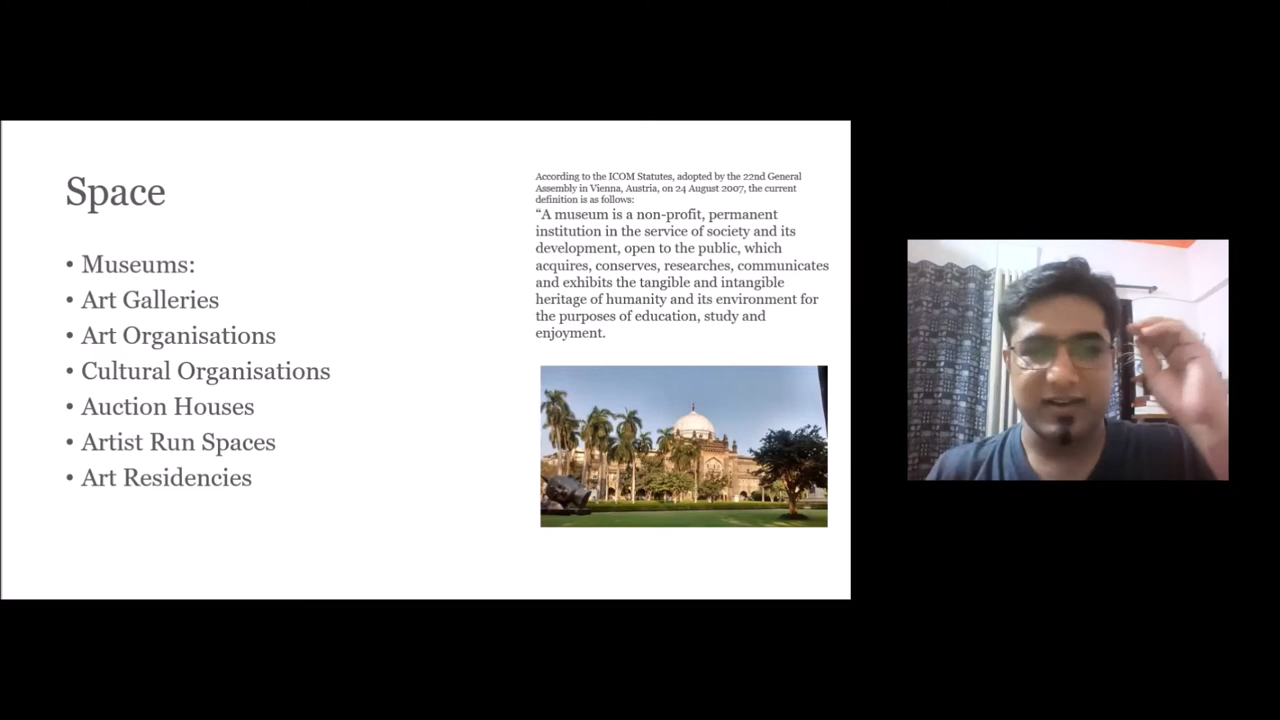 Space
• Museums:
• Art Galleries
• Art Organisations
• Cultural Organisations
• Auction Houses
• Artist Run Spaces
• Art Residencies
According to the ICOM Statutes, adopted by the 22nd General
Assembly in Vienna, Austria, on 24 August 2007, the current
definition is as follows:
“A museum is a non-profit, permanent
institution in the service of society and its
development, open to the public, which
acquires, conserves, researches, communicates
and exhibits the tangible and intangible
heritage of humanity and its environment for
the purposes of education, study and
enjoyment.